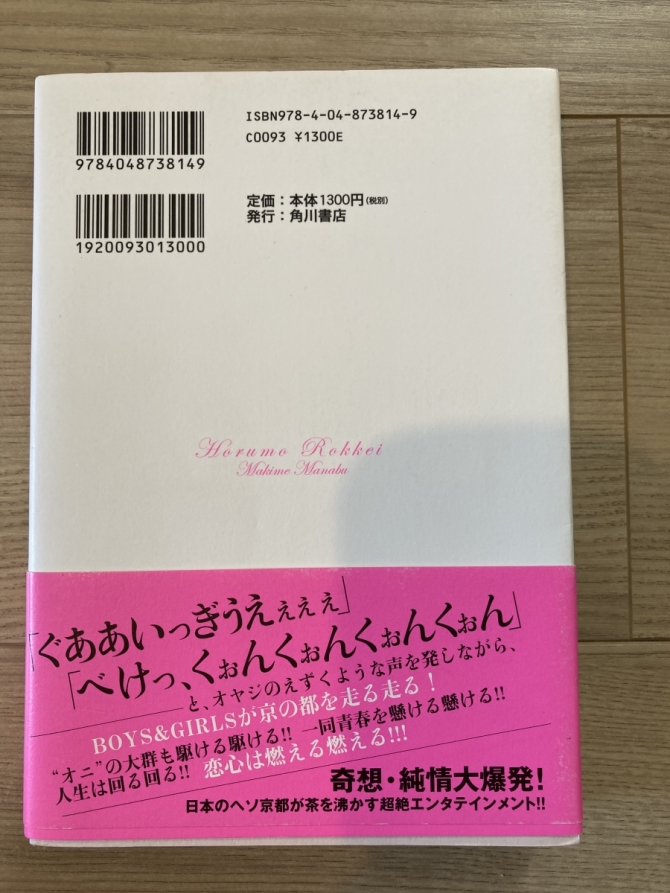 ISBN978-4-04-873814-9
C0093 ¥1300E
9784048738149
定価：本体1300円(税別)
発行：角川書店
1920093013000
Horumo Rokkei
Makime Manabu
「ぐああいっぎうえぇぇぇ」
「べけっ、くぉんくぉんくぉんくぉん」
――と、オヤジのえずくような声を発しながら、
BOYS&GIRLSが京の都を走る走る！
“オニ”の大群も駆ける駆ける!! 一同青春を懸ける懸ける!!
人生は回る回る!! 恋心は燃える燃える!!!
奇想・純情大爆発！
日本のヘソ京都が茶を沸かす超絶エンタテインメント!!